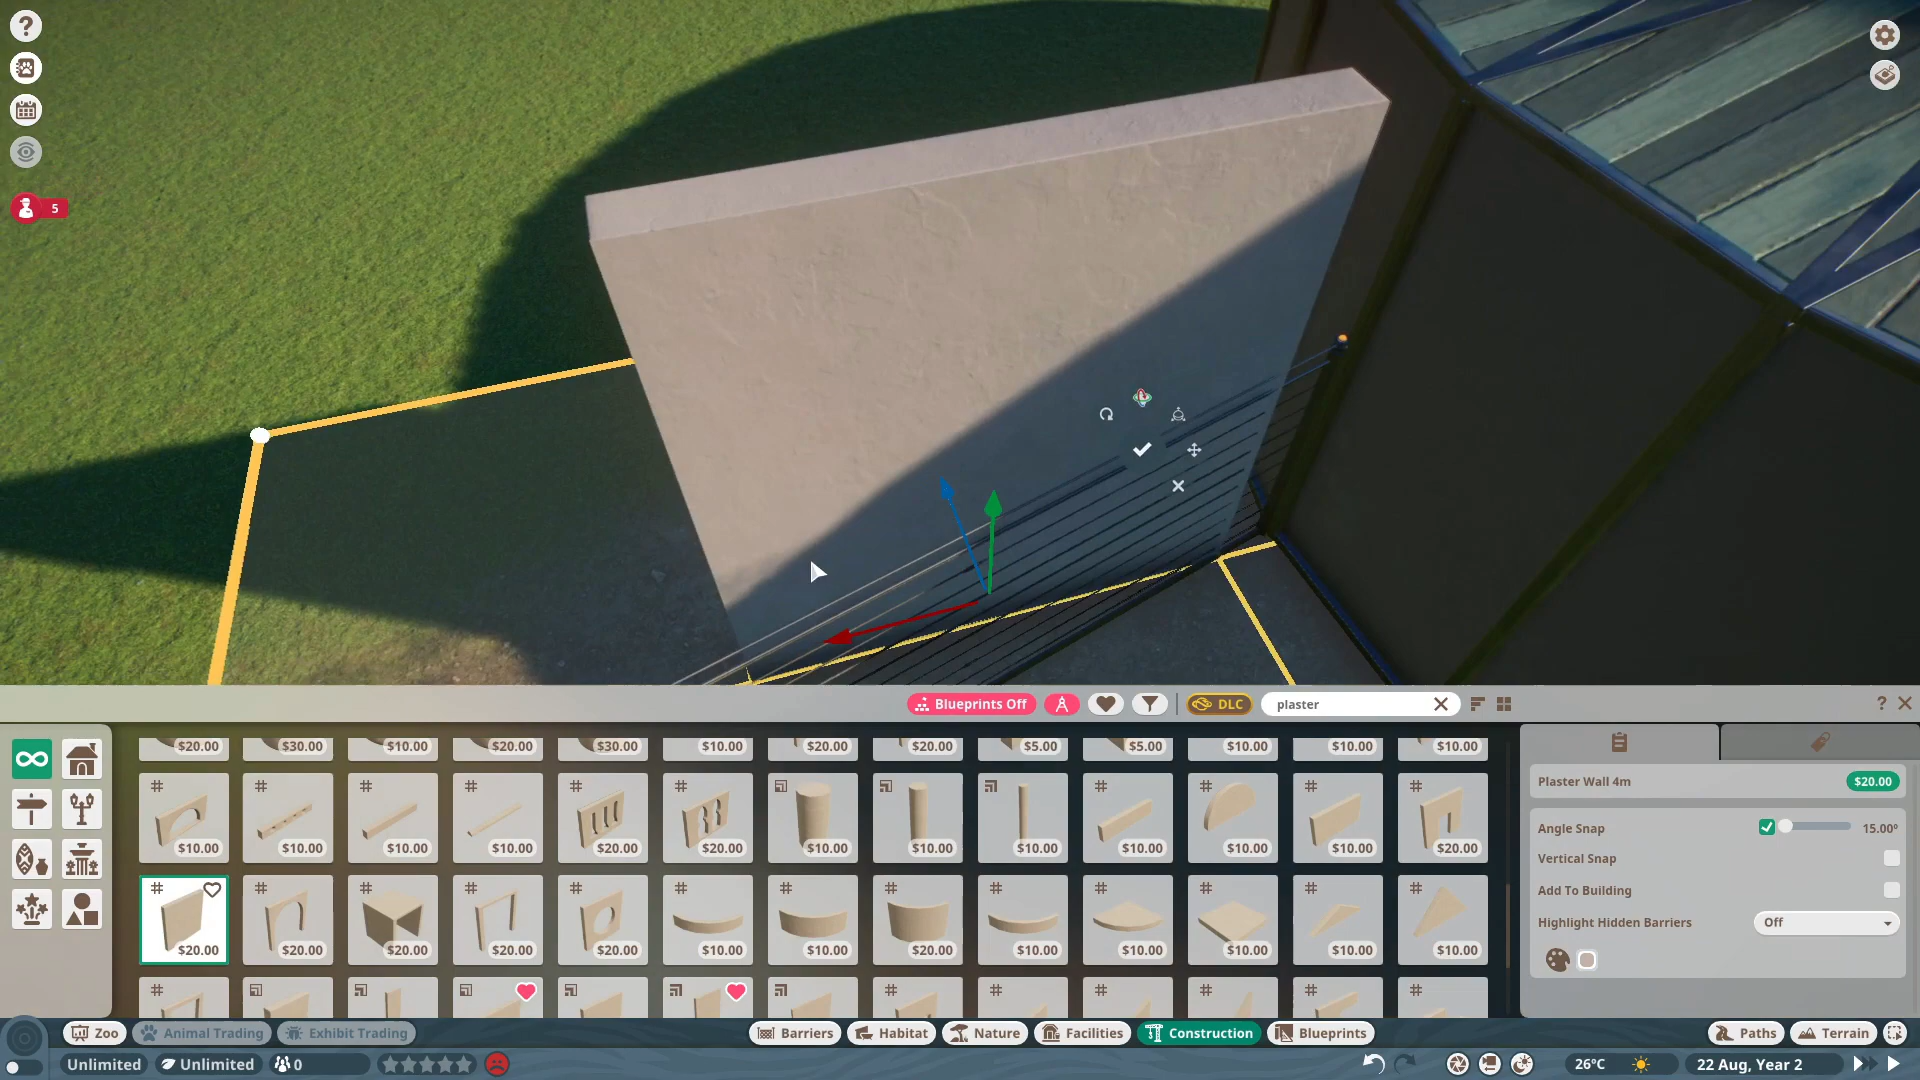 ?
5
Blueprints Off
DLC
plaster
?
$20.00 $30.00 $10.00 $20.00 $30.00 $10.00 $20.00 $20.00 $5.00 $5.00 $10.00 $10.00 $10.00
$10.00 $10.00 $10.00 $10.00 $20.00 $20.00 $10.00 $10.00 $10.00 $10.00 $10.00 $10.00 $20.00
$20.00 $20.00 $20.00 $20.00 $20.00 $10.00 $10.00 $20.00 $10.00 $10.00 $10.00 $10.00 $10.00
Plaster Wall 4m $20.00
Angle Snap 15.00°
Vertical Snap
Add To Building
Highlight Hidden Barriers Off
Zoo Animal Trading Exhibit Trading Barriers Habitat Nature Facilities Construction Blueprints Paths Terrain
Unlimited Unlimited 0 26°C 22 Aug, Year 2